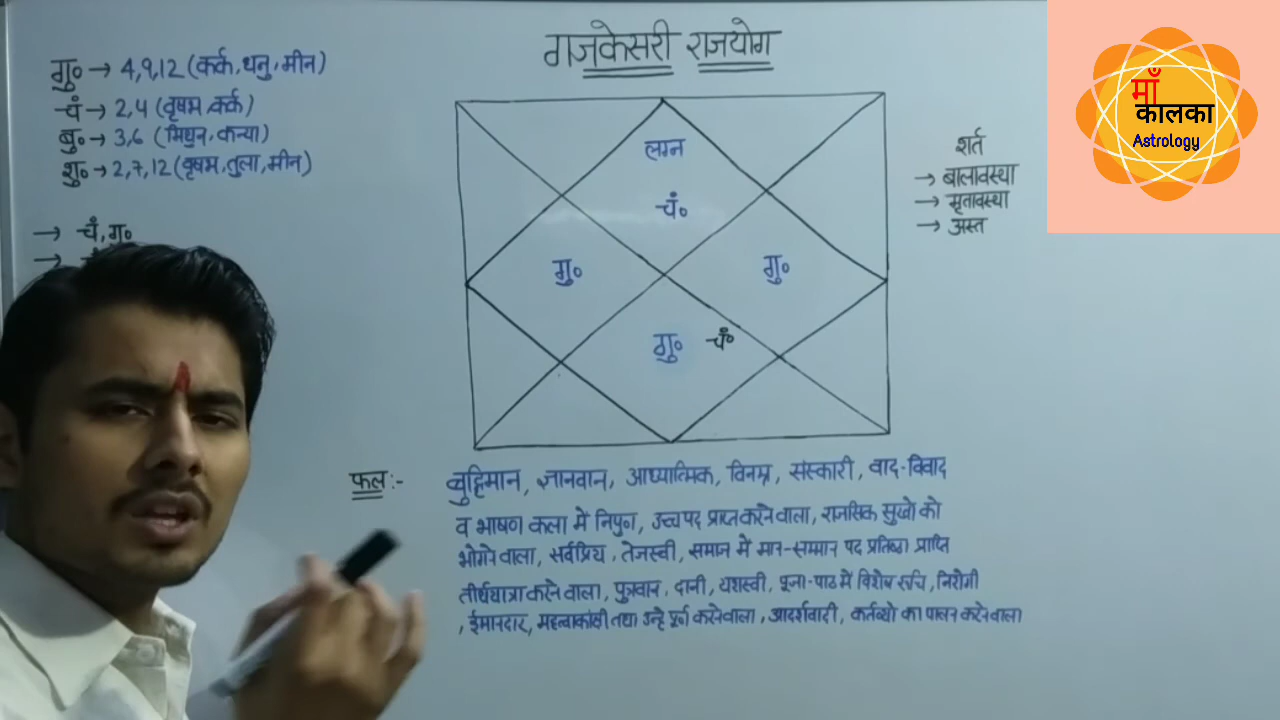 गजकेसरी राजयोग
गु० → 4,9,12 (कर्क, धनु, मीन)
चं → 2,4 (वृषभ, कर्क)
बु० → 3,6 (मिथुन, कन्या)
शु० → 2,7,12 (वृषभ, तुला, मीन)
→ चं, गु०
→
लग्न
चं०
गु०
गु०
गु० चं०
शर्त
→ बालावस्था
→ मृतावस्था
→ अस्त
माँ
कालका
Astrology
फल :- बुद्धिमान, ज्ञानवान, आध्यात्मिक, विनम्र, संस्कारी, वाद-विवाद
व भाषण कला में निपुण, उच्च पद प्राप्त करने वाला, राजसिक सुखो को
भोगने वाला, सर्वप्रिय, तेजस्वी, समाज में मान-सम्मान पद प्रतिष्ठा प्राप्ति
तीर्थयात्रा करने वाला, पुत्रवान, दानी, यशस्वी, पूजा-पाठ में विशेष रुचि, निरोगी
, ईमानदार, महत्वाकांक्षी तथा उन्हे पूर्ण करने वाला, आदर्शवादी, कर्तव्यो का पालन करने वाला